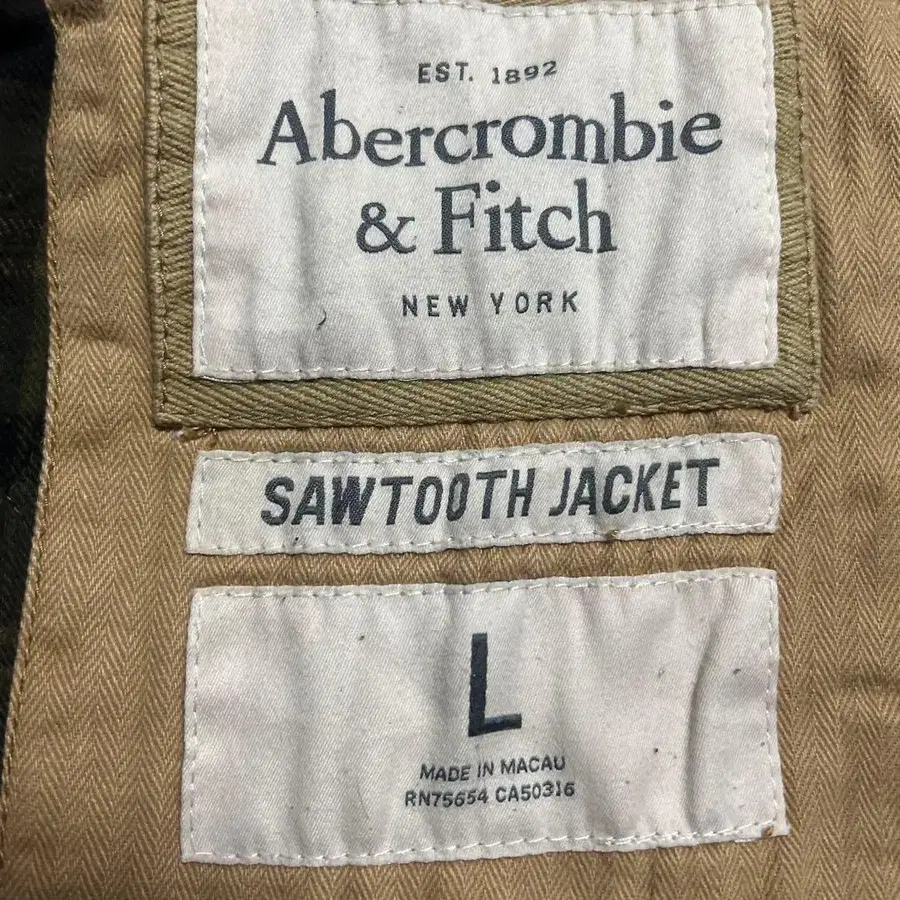 EST. 1892
Abercrombie
& Fitch
NEW YORK
SAWTOOTH JACKET
L
MADE IN MACAU
RN75654 CA50316